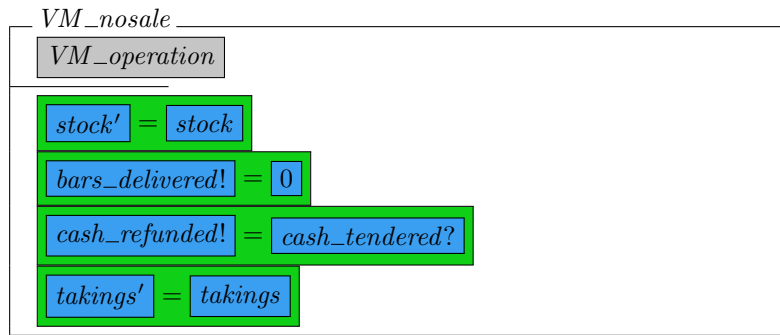 VM_nosale
VM_operation
stock′ = stock
bars_delivered! = 0
cash_refunded! = cash_tendered?
takings′ = takings